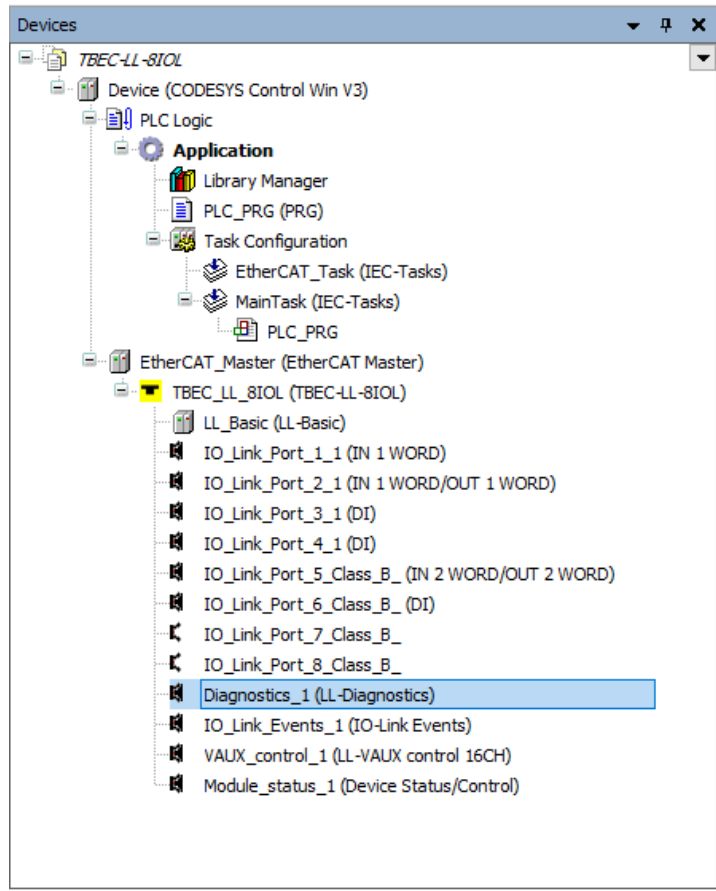 Devices
TBEC-LL-8IOL
Device (CODESYS Control Win V3)
PLC Logic
Application
Library Manager
PLC_PRG (PRG)
Task Configuration
EtherCAT_Task (IEC-Tasks)
MainTask (IEC-Tasks)
PLC_PRG
EtherCAT_Master (EtherCAT Master)
TBEC_LL_8IOL (TBEC-LL-8IOL)
LL_Basic (LL-Basic)
IO_Link_Port_1_1 (IN 1 WORD)
IO_Link_Port_2_1 (IN 1 WORD/OUT 1 WORD)
IO_Link_Port_3_1 (DI)
IO_Link_Port_4_1 (DI)
IO_Link_Port_5_Class_B_ (IN 2 WORD/OUT 2 WORD)
IO_Link_Port_6_Class_B_ (DI)
IO_Link_Port_7_Class_B_
IO_Link_Port_8_Class_B_
Diagnostics_1 (LL-Diagnostics)
IO_Link_Events_1 (IO-Link Events)
VAUX_control_1 (LL-VAUX control 16CH)
Module_status_1 (Device Status/Control)